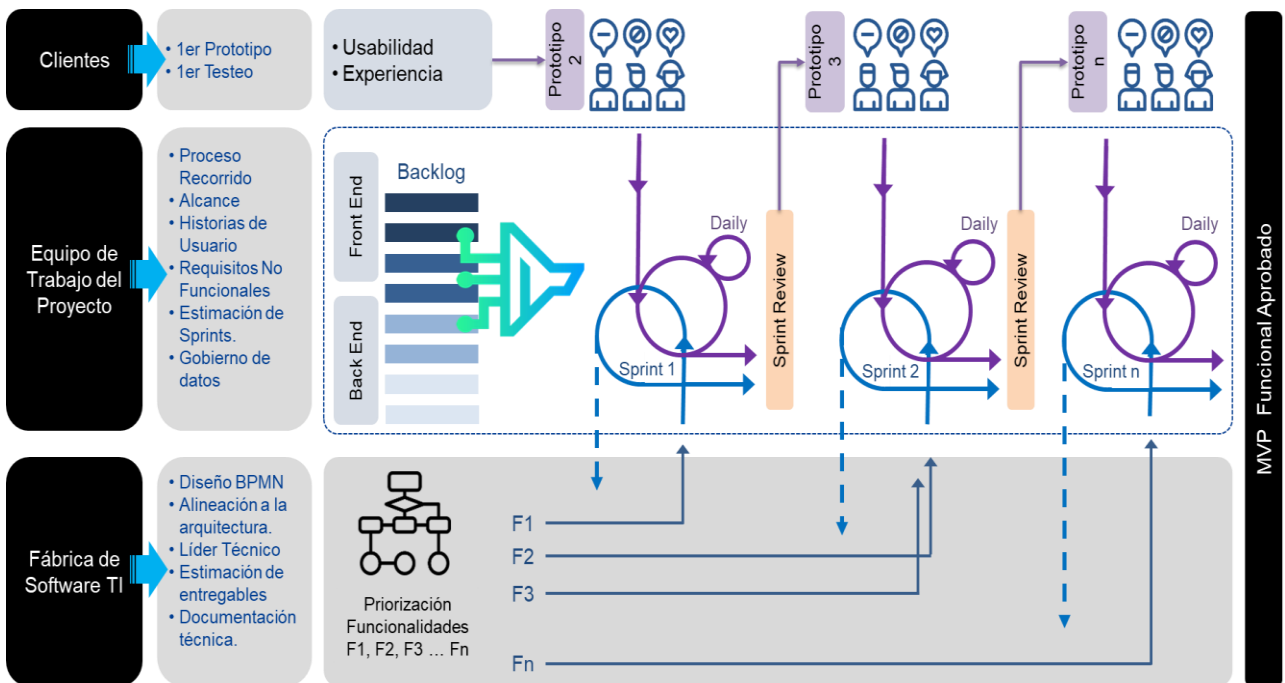 Clientes
• 1er Prototipo
• 1er Testeo
• Usabilidad
• Experiencia
Prototipo
2
Prototipo
3
Prototipo
n
Equipo de
Trabajo del
Proyecto
• Proceso
Recorrido
• Alcance
• Historias de
Usuario
• Requisitos No
Funcionales
• Estimación de
Sprints.
• Gobierno de
datos
Front End
Back End
Backlog
Daily
Sprint 1
Sprint Review
Daily
Sprint 2
Sprint Review
Daily
Sprint n
Fábrica de
Software TI
• Diseño BPMN
• Alineación a la
arquitectura.
• Líder Técnico
• Estimación de
entregables
• Documentación
técnica.
Priorización
Funcionalidades
F1, F2, F3 ... Fn
F1
F2
F3
Fn
MVP Funcional Aprobado